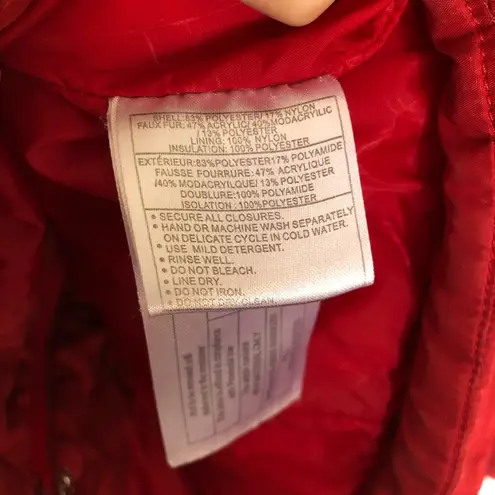 SHELL: 83% POLYESTER/ 17% NYLON
FAUX FUR: 47% ACRYLIC/ 40% MODACRYLIC
/ 13% POLYESTER
LINING: 100% NYLON
INSULATION: 100% POLYESTER
EXTÉRIEUR: 83%POLYESTER17% POLYAMIDE
FAUSSE FOURRURE: 47% ACRYLIQUE
/40% MODACRYILQUE/ 13% POLYESTER
DOUBLURE:100% POLYAMIDE
ISOLATION :100%POLYESTER
• SECURE ALL CLOSURES.
• HAND OR MACHINE WASH SEPARATELY
ON DELICATE CYCLE IN COLD WATER.
• USE MILD DETERGENT.
• RINSE WELL.
• DO NOT BLEACH.
• LINE DRY.
• DO NOT IRON.
• DO NOT DRY CLEAN.